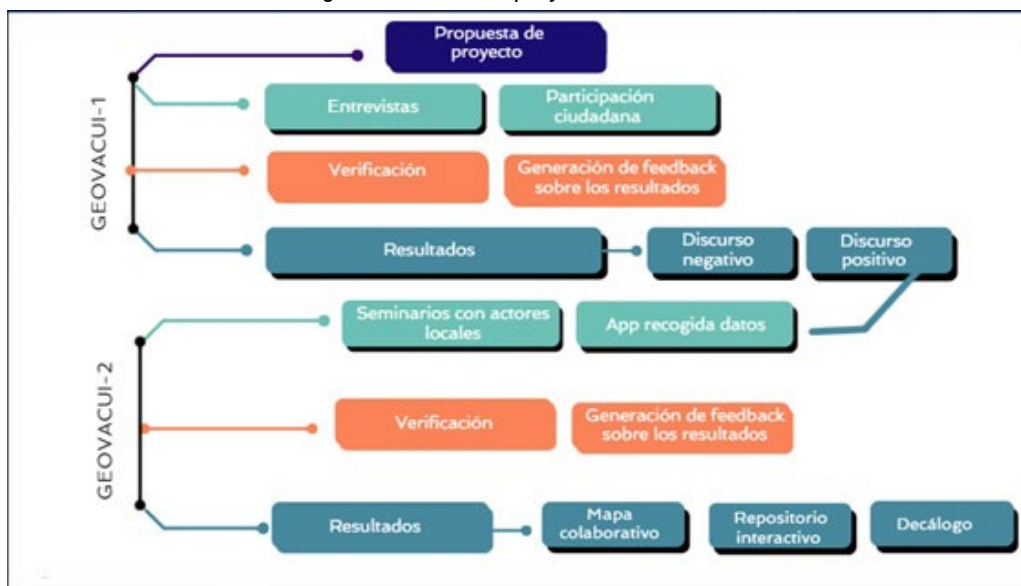 Propuesta de
proyecto
GEOVACUI-1
Entrevistas
Participación
ciudadana
Verificación
Generación de feedback
sobre los resultados
Resultados
Discurso
negativo
Discurso
positivo
GEOVACUI-2
Seminarios con actores
locales
App recogida datos
Verificación
Generación de feedback
sobre los resultados
Resultados
Mapa
colaborativo
Repositorio
interactivo
Decálogo